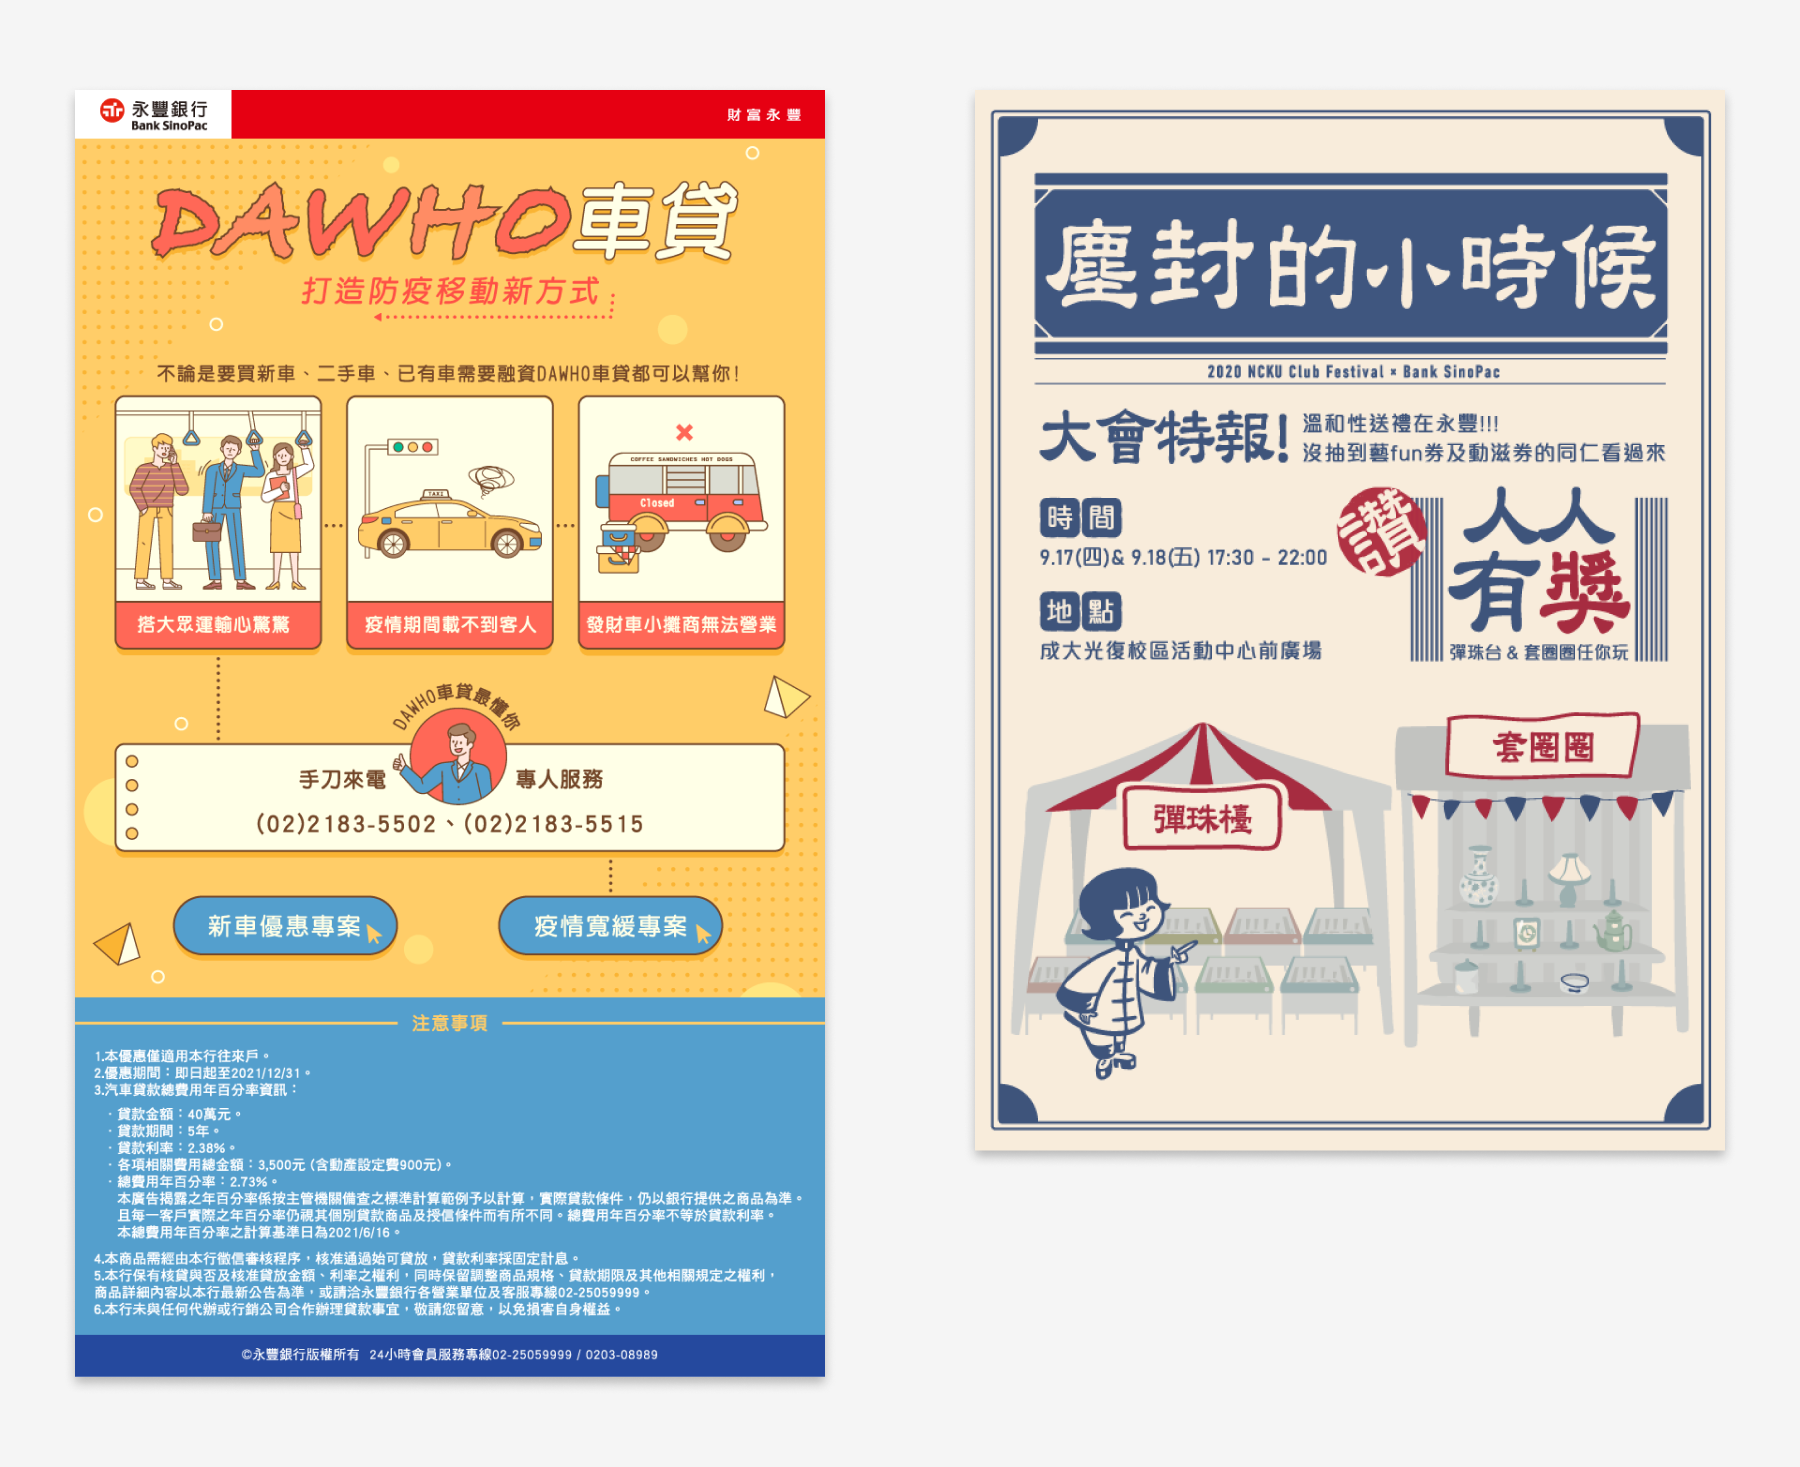 永豐銀行
Bank SinoPac
財富永豐
DAWHO車貸
打造防疫移動新方式
不論是要買新車、二手車、已有車需要融資DAWHO車貸都可以幫你！
TAXI
COFFEE SANDWICHES HOT DOGS
Closed
搭大眾運輸心驚驚
疫情期間載不到客人
發財車小攤商無法營業
DAWHO車貸最懂你
手刀來電
專人服務
(02)2183-5502、(02)2183-5515
新車優惠專案
疫情寬緩專案
注意事項
1.本優惠僅適用本行往來戶。
2.優惠期間：即日起至2021/12/31。
3.汽車貸款總費用年百分率資訊：
·貸款金額：40萬元。
·貸款期間：5年。
·貸款利率：2.38%。
·各項相關費用總金額：3,500元 (含動產設定費900元)。
·總費用年百分率：2.73%。
本廣告揭露之年百分率係按主管機關備查之標準計算範例予以計算，實際貸款條件，仍以銀行提供之商品為準。
且每一客戶實際之年百分率仍視其個別貸款商品及授信條件而有所不同。總費用年百分率不等於貸款利率。
本總費用年百分率之計算基準日為2021/6/16。
4.本商品需經由本行徵信審核程序，核准通過始可貸放，貸款利率採固定計息。
5.本行保有核貸與否及核准貸放金額、利率之權利，同時保留調整商品規格、貸款期限及其他相關規定之權利，
商品詳細內容以本行最新公告為準，或請洽永豐銀行各營業單位及客服專線02-25059999。
6.本行未與任何代辦或行銷公司合作辦理貸款事宜，敬請您留意，以免損害自身權益。
©永豐銀行版權所有 24小時會員服務專線02-25059999 / 0203-08989
塵封的小時候
2020 NCKU Club Festival × Bank SinoPac
大會特報！
溫和性送禮在永豐!!!
沒抽到藝fun券及動滋券的同仁看過來
時間
9.17(四)& 9.18(五) 17:30 – 22:00
地點
成大光復校區活動中心前廣場
讚
人人
有獎
彈珠台 & 套圈圈任你玩
彈珠檯
套圈圈